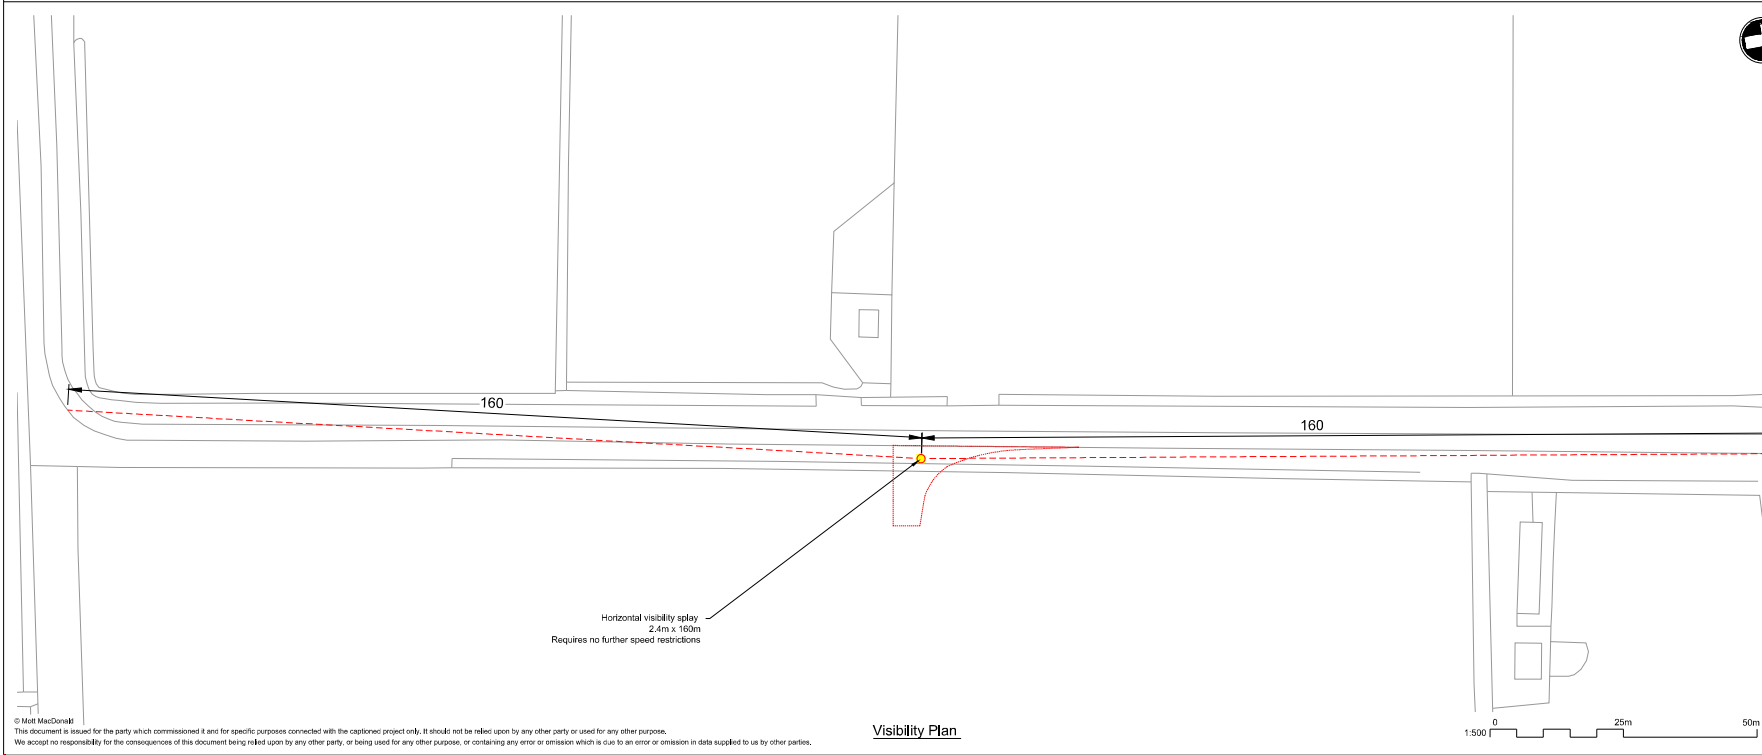 160
160
Horizontal visibility splay
2.4m x 160m
Requires no further speed restrictions
© Mott MacDonald
This document is issued for the party which commissioned it and for specific purposes connected with the captioned project only. It should not be relied upon by any other party or used for any other purpose.
We accept no responsibility for the consequences of this document being relied upon by any other party, or being used for any other purpose, or containing any error or omission which is due to an error or omission in data supplied to us by other parties.
Visibility Plan
0 25m 50m
1:500